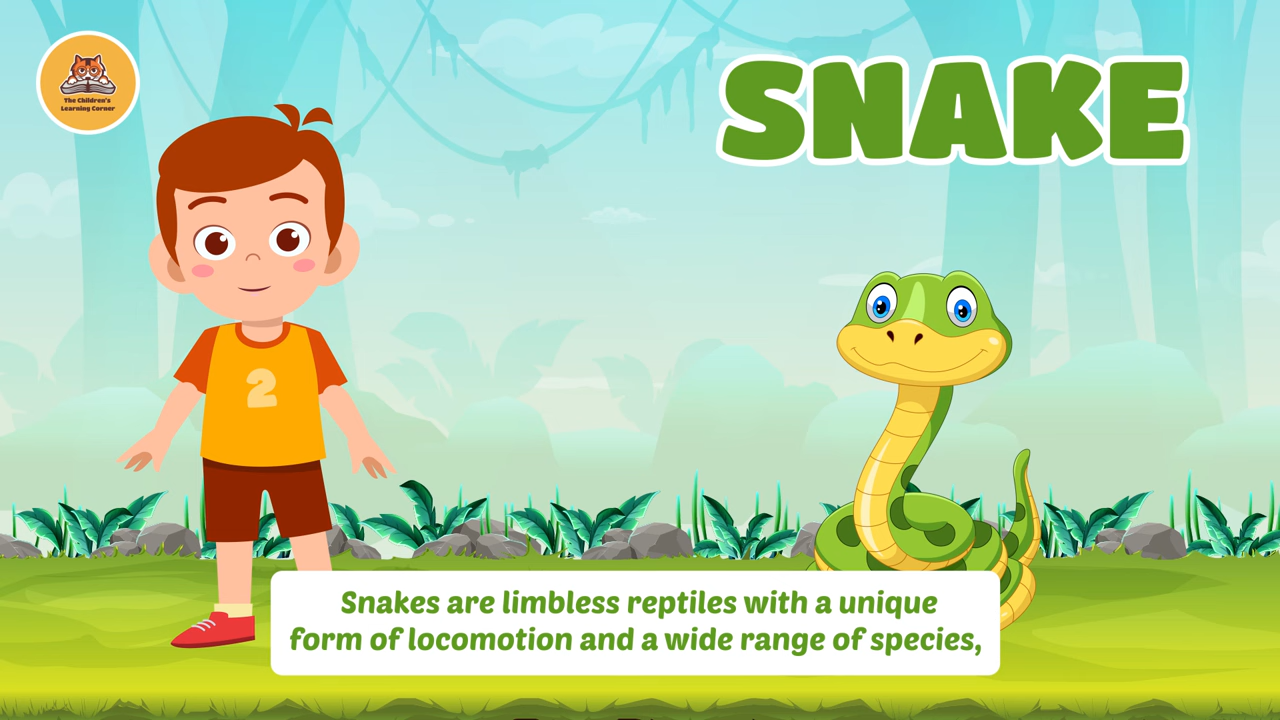 The Children's
Learning Corner
SNAKE
2
Snakes are limbless reptiles with a unique
form of locomotion and a wide range of species,